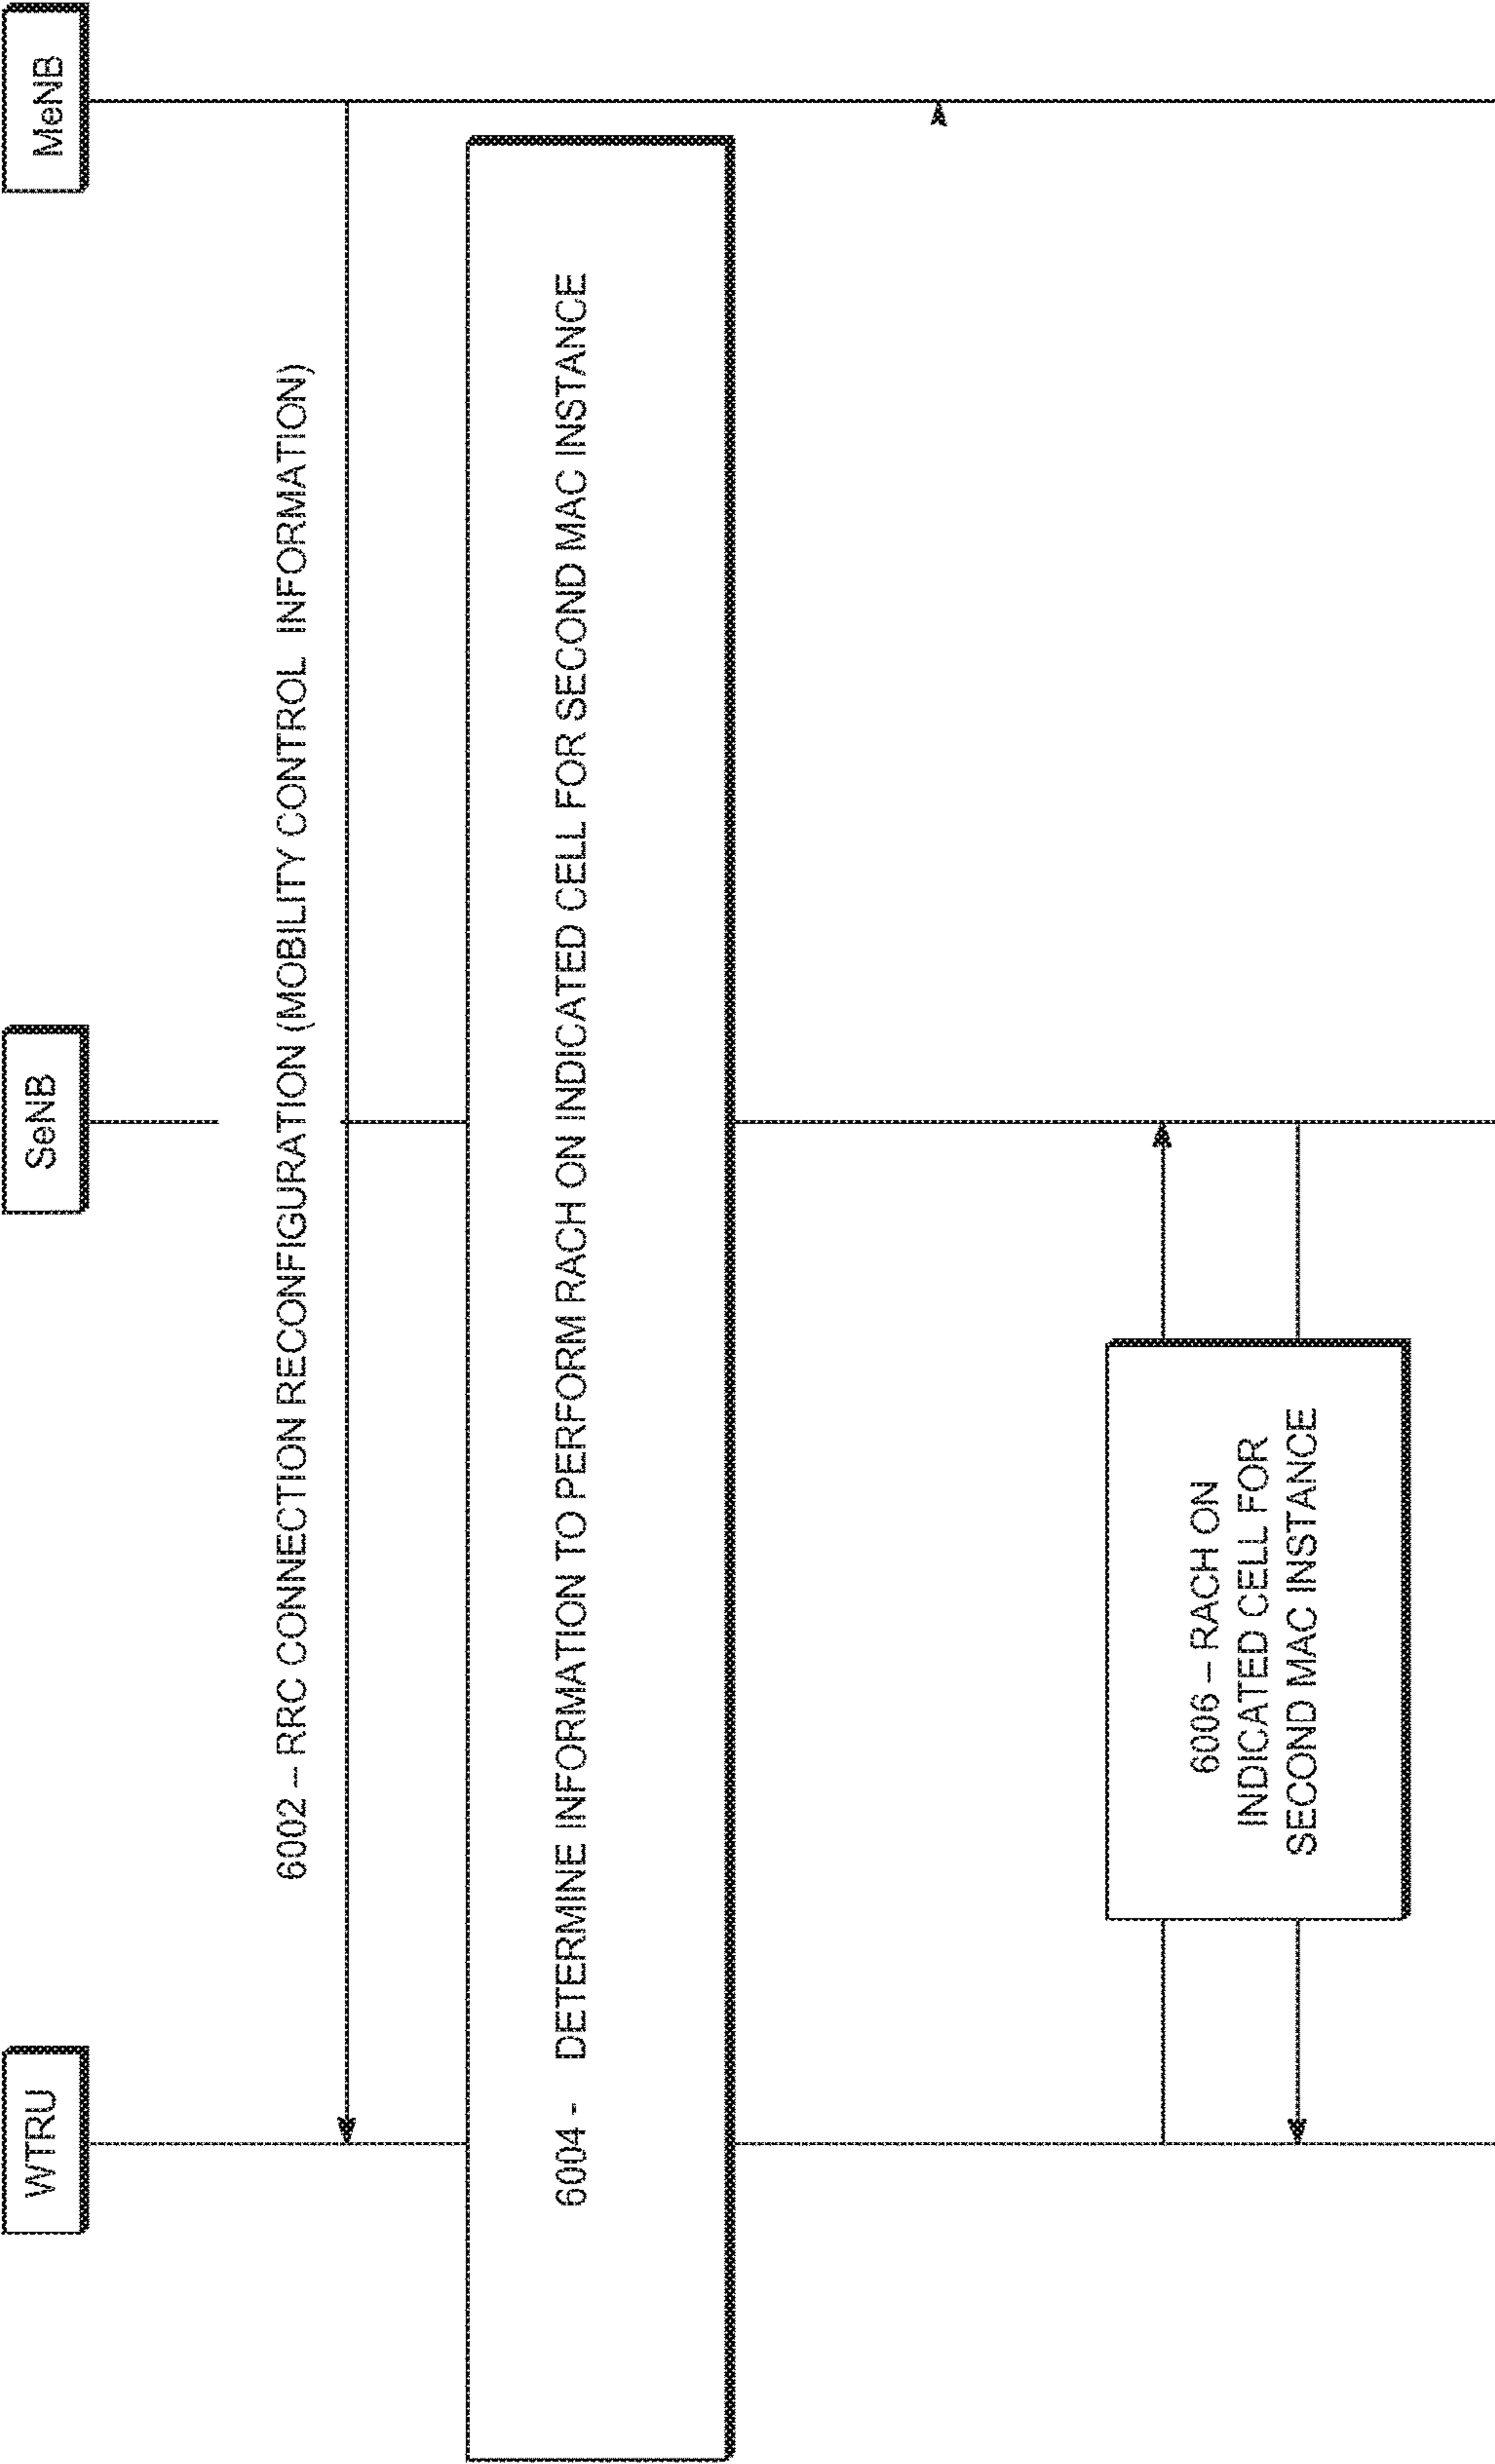 WTRU
SeNB
MeNB
6002 – RRC CONNECTION RECONFIGURATION (MOBILITY CONTROL INFORMATION)
6004 - DETERMINE INFORMATION TO PERFORM RACH ON INDICATED CELL FOR SECOND MAC INSTANCE
6006 – RACH ON
INDICATED CELL FOR
SECOND MAC INSTANCE